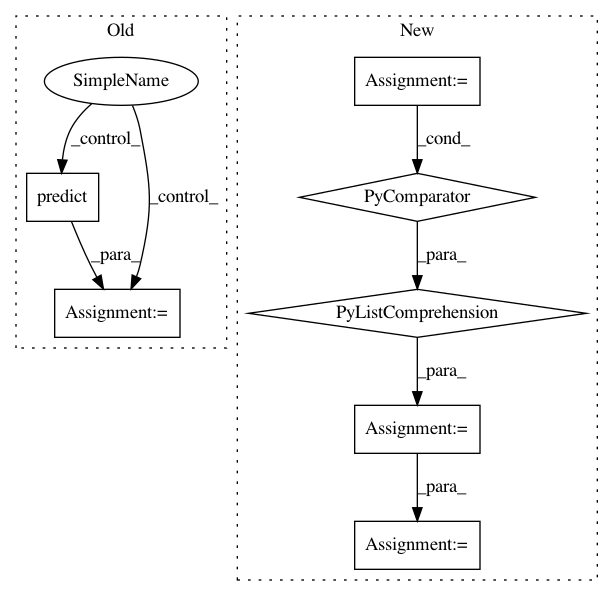 Old
SimpleName
_control_
_control_
predict
_para_
Assignment:=
New
Assignment:=
_cond_
PyComparator
_para_
PyListComprehension
_para_
Assignment:=
_para_
Assignment:=